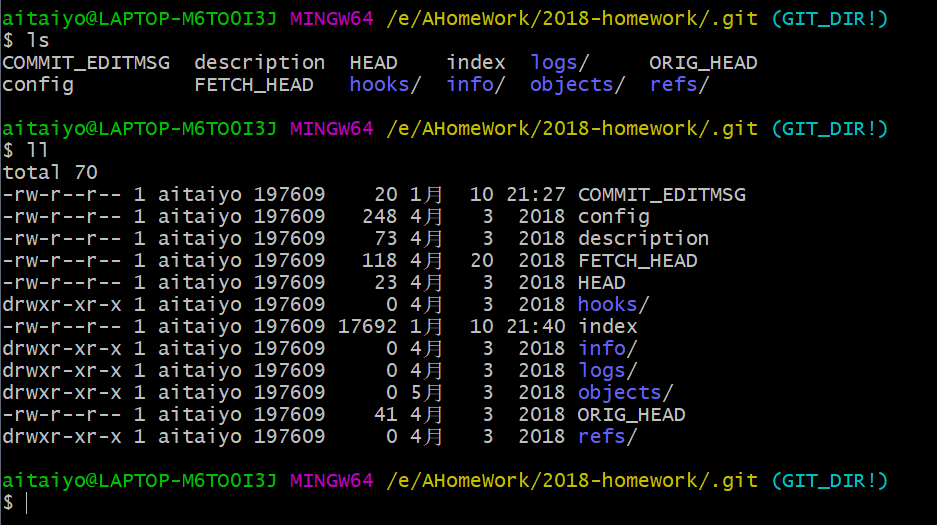 aitaiyo@LAPTOP-M6TO0I3J MINGW64 /e/AHomeWork/2018-homework/.git (GIT_DIR!)
$ ls
COMMIT_EDITMSG  description  HEAD    index  logs/     ORIG_HEAD
config          FETCH_HEAD   hooks/  info/  objects/  refs/

aitaiyo@LAPTOP-M6TO0I3J MINGW64 /e/AHomeWork/2018-homework/.git (GIT_DIR!)
$ ll
total 70
-rw-r--r-- 1 aitaiyo 197609    20 1月  10 21:27 COMMIT_EDITMSG
-rw-r--r-- 1 aitaiyo 197609   248 4月   3  2018 config
-rw-r--r-- 1 aitaiyo 197609    73 4月   3  2018 description
-rw-r--r-- 1 aitaiyo 197609   118 4月  20  2018 FETCH_HEAD
-rw-r--r-- 1 aitaiyo 197609    23 4月   3  2018 HEAD
drwxr-xr-x 1 aitaiyo 197609     0 4月   3  2018 hooks/
-rw-r--r-- 1 aitaiyo 197609 17692 1月  10 21:40 index
drwxr-xr-x 1 aitaiyo 197609     0 4月   3  2018 info/
drwxr-xr-x 1 aitaiyo 197609     0 4月   3  2018 logs/
drwxr-xr-x 1 aitaiyo 197609     0 5月   3  2018 objects/
-rw-r--r-- 1 aitaiyo 197609    41 4月   3  2018 ORIG_HEAD
drwxr-xr-x 1 aitaiyo 197609     0 4月   3  2018 refs/

aitaiyo@LAPTOP-M6TO0I3J MINGW64 /e/AHomeWork/2018-homework/.git (GIT_DIR!)
$